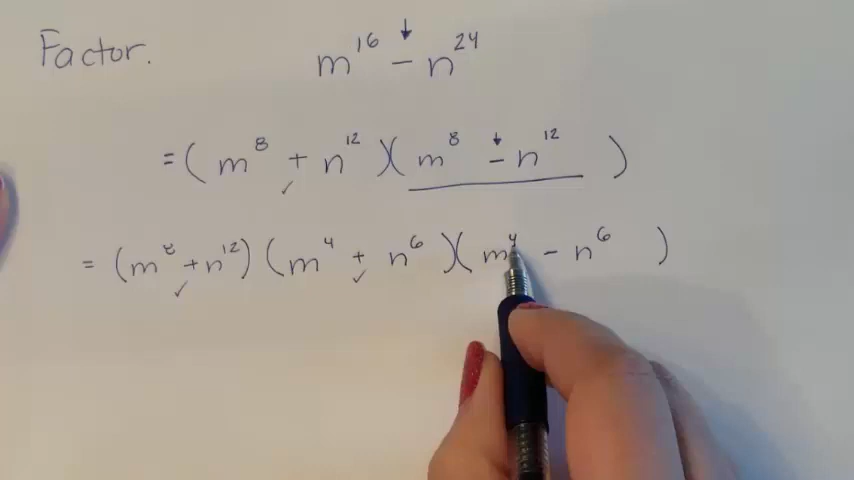 Factor. m^16 - n^24
= (m^8 + n^12)(m^8 - n^12)
= (m^8 + n^12)(m^4 + n^6)(m^4 - n^6)